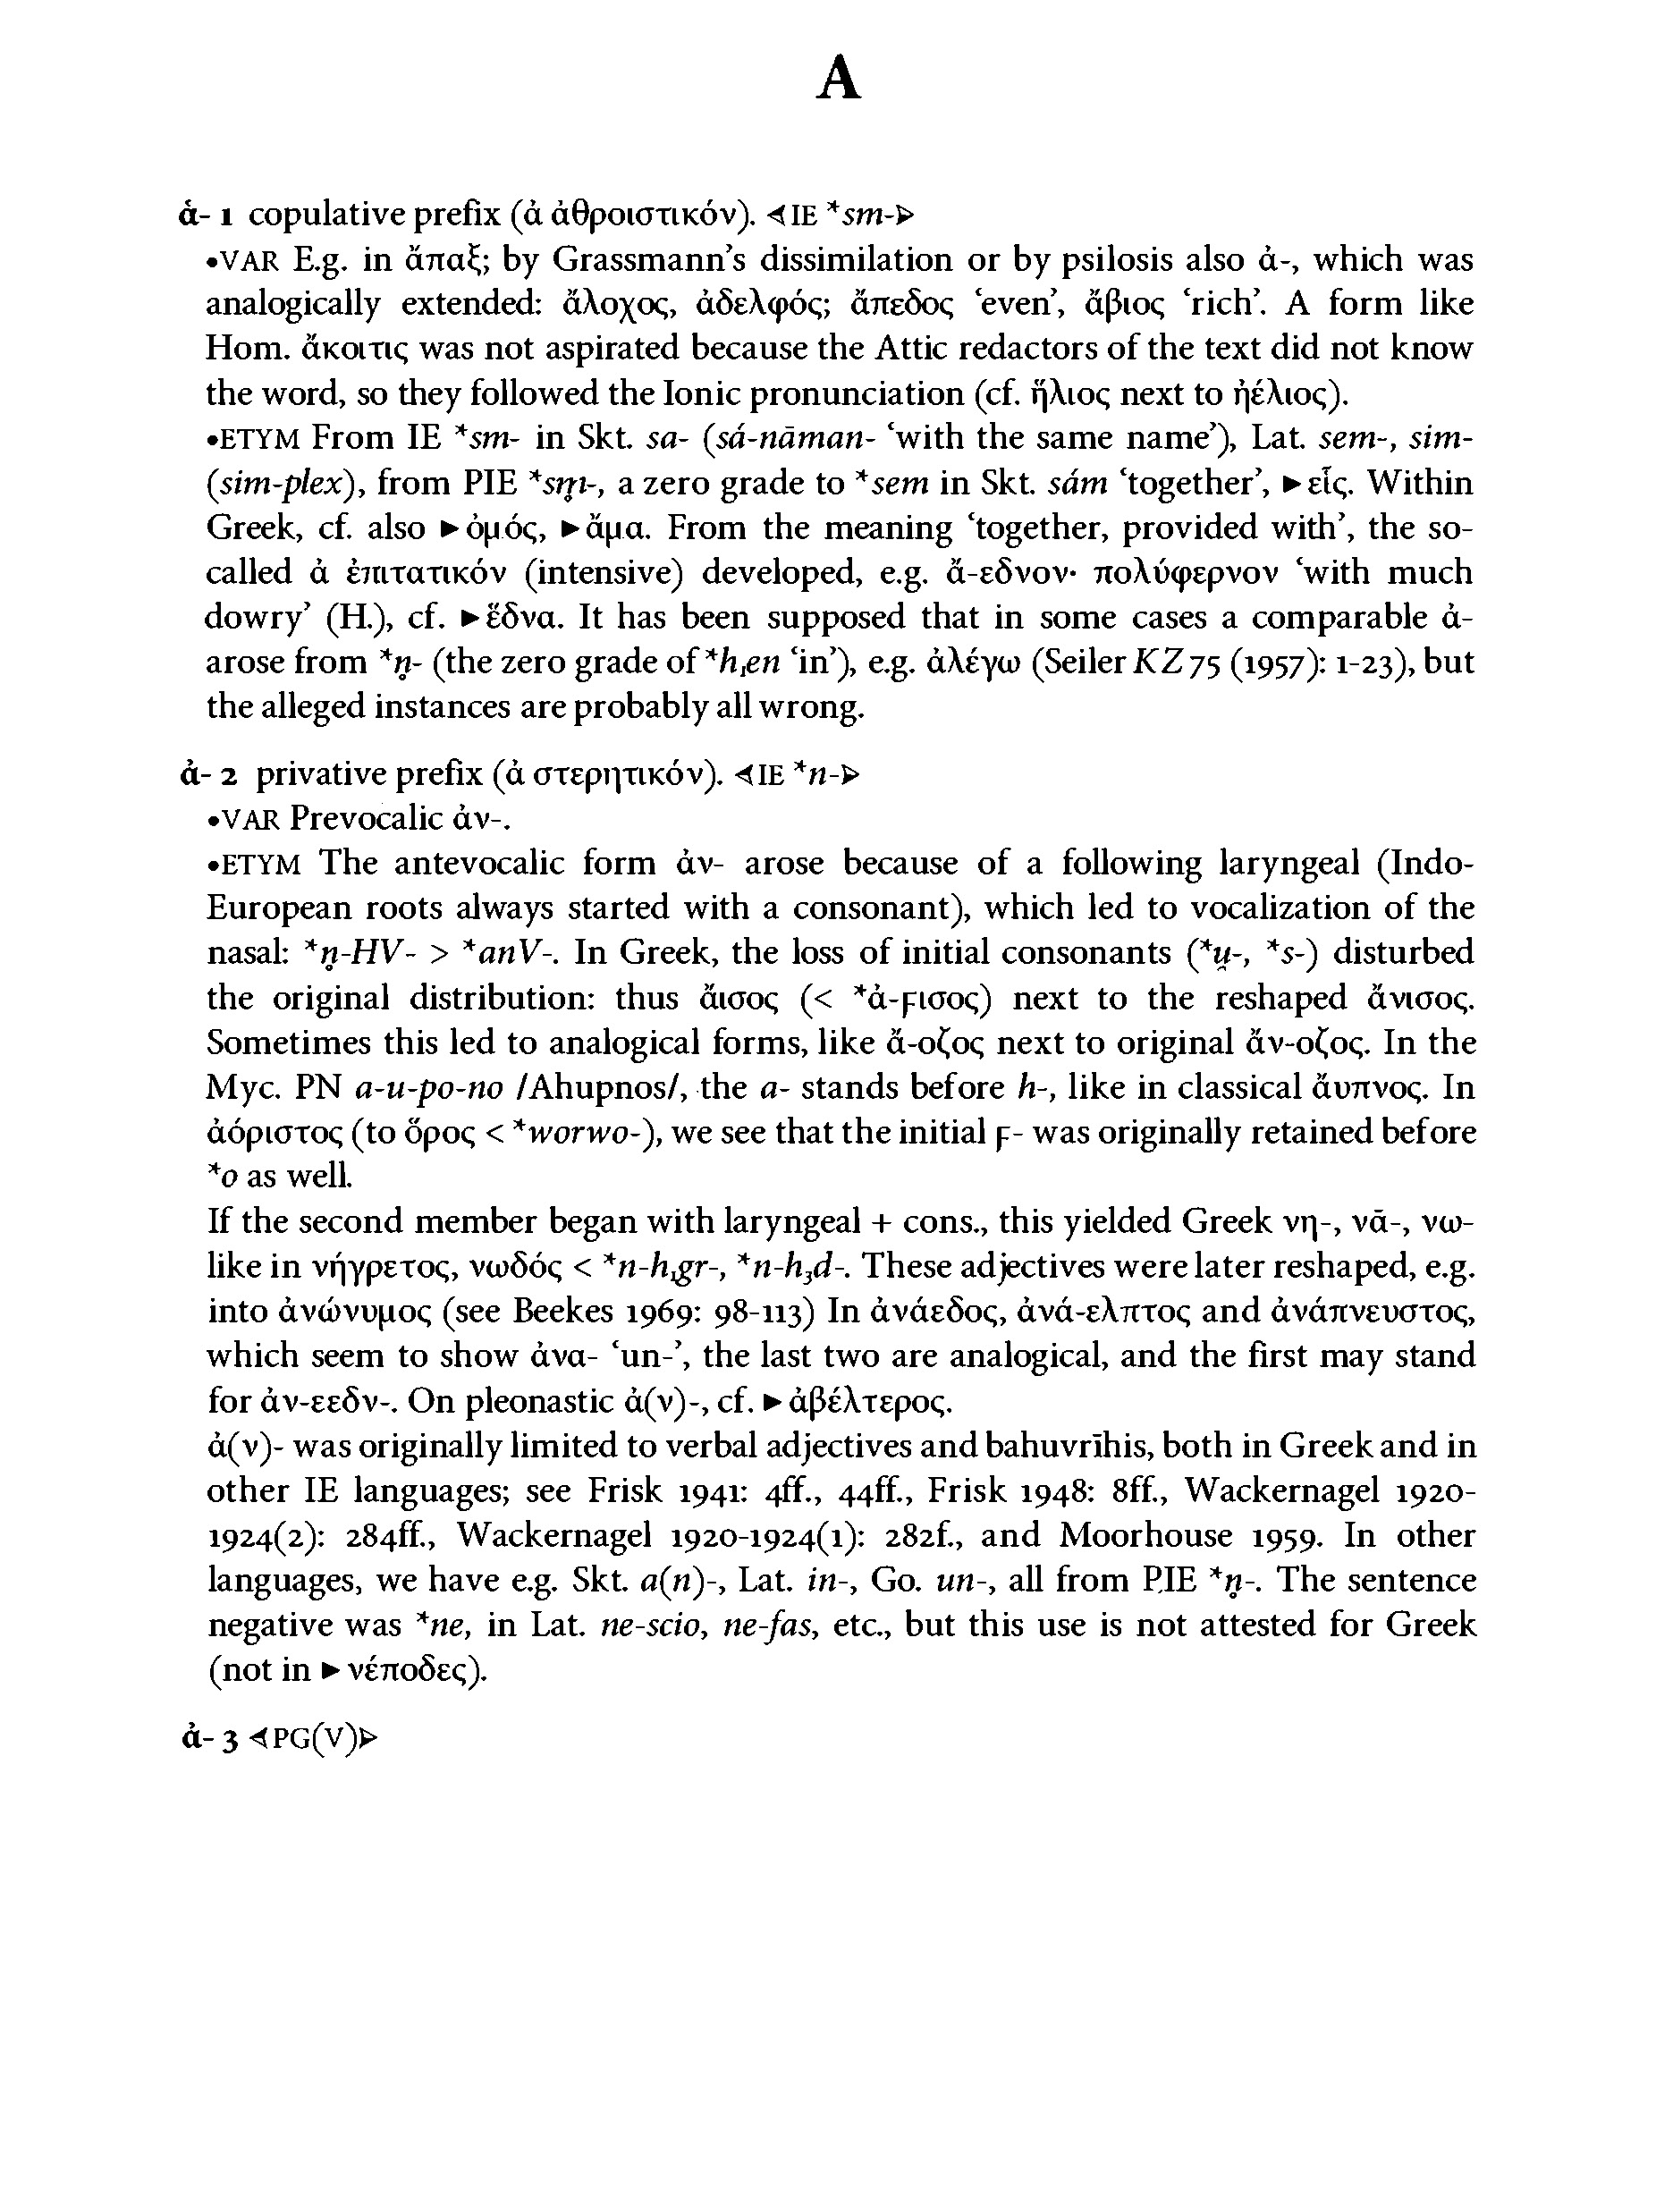 A
ἁ- 1 copulative prefix (ἀ ἀθροιστικόν). ⊲IE *sm-⊳
•VAR E.g. in ἅπαξ; by Grassmann's dissimilation or by psilosis also ἀ-, which was
analogically extended: ἄλοχος, ἀδελφός; ἄπεδος ‘even’, ἄβιος ‘rich’. A form like
Hom. ἄκοιτις was not aspirated because the Attic redactors of the text did not know
the word, so they followed the Ionic pronunciation (cf. ἥλιος next to ἠέλιος).
•ETYM From IE *sm- in Skt. sa- (sá-nāman- ‘with the same name’), Lat. sem-, sim-
(sim-plex), from PIE *sm̥-, a zero grade to *sem in Skt. sám ‘together’, ►εἷς. Within
Greek, cf. also ►ὁμός, ►ἅμα. From the meaning ‘together, provided with’, the so-
called ἀ ἐπιτατικόν (intensive) developed, e.g. ἄ-εδνον· πολύφερνον ‘with much
dowry’ (H.), cf. ►ἕδνα. It has been supposed that in some cases a comparable ἀ-
arose from *n̥- (the zero grade of *h₁en ‘in’), e.g. ἀλέγω (Seiler KZ 75 (1957): 1-23), but
the alleged instances are probably all wrong.
ἀ- 2 privative prefix (ἀ στερητικόν). ⊲IE *n-⊳
•VAR Prevocalic ἀν-.
•ETYM The antevocalic form ἀν- arose because of a following laryngeal (Indo-
European roots always started with a consonant), which led to vocalization of the
nasal: *n̥-HV- > *anV-. In Greek, the loss of initial consonants (*u̯-, *s-) disturbed
the original distribution: thus ἄισος (< *ἀ-ϝισος) next to the reshaped ἄνισος.
Sometimes this led to analogical forms, like ἄ-οζος next to original ἄν-οζος. In the
Myc. PN a-u-po-no /Ahupnos/, the a- stands before h-, like in classical ἄυπνος. In
ἀόριστος (to ὅρος < *worwo-), we see that the initial ϝ- was originally retained before
*o as well.
If the second member began with laryngeal + cons., this yielded Greek νη-, νᾱ-, νω-
like in νήγρετος, νωδός < *n-h₁gr-, *n-h₃d-. These adjectives were later reshaped, e.g.
into ἀνώνυμος (see Beekes 1969: 98-113) In ἀνάεδος, ἀνά-ελπτος and ἀνάπνευστος,
which seem to show ἀνα- ‘un-’, the last two are analogical, and the first may stand
for ἀν-εεδν-. On pleonastic ἀ(ν)-, cf. ►ἀβέλτερος.
ἀ(ν)- was originally limited to verbal adjectives and bahuvrīhis, both in Greek and in
other IE languages; see Frisk 1941: 4ff., 44ff., Frisk 1948: 8ff., Wackernagel 1920-
1924(2): 284ff., Wackernagel 1920-1924(1): 282f., and Moorhouse 1959. In other
languages, we have e.g. Skt. a(n)-, Lat. in-, Go. un-, all from PIE *n̥-. The sentence
negative was *ne, in Lat. ne-scio, ne-fas, etc., but this use is not attested for Greek
(not in ►νέποδες).
ἀ- 3 ⊲PG(V)⊳